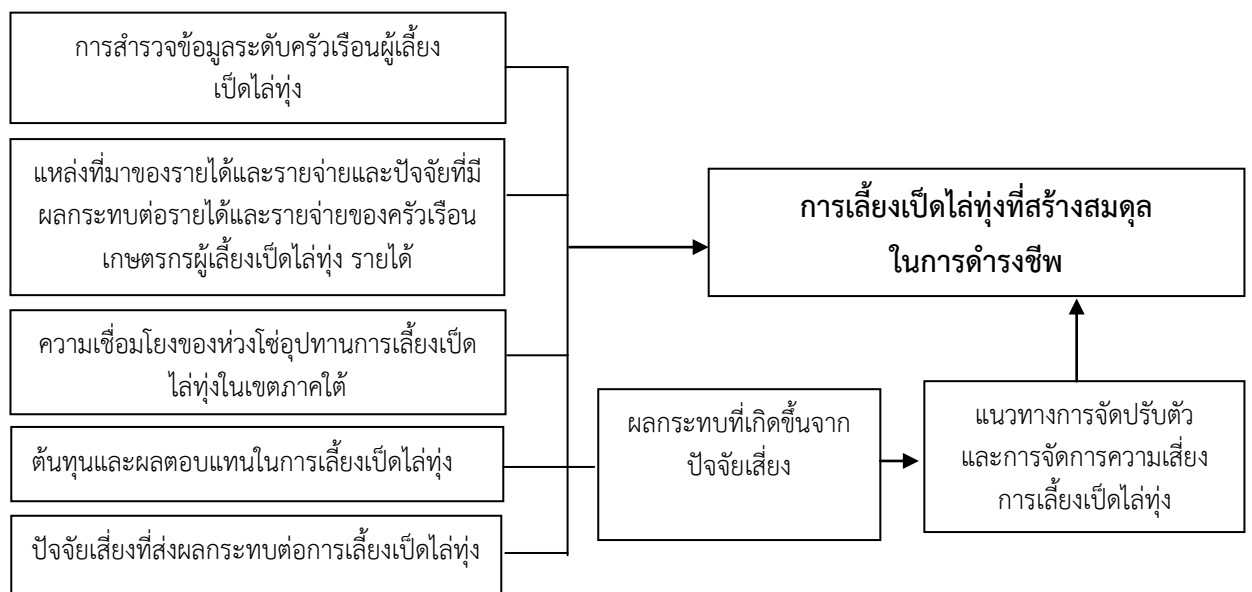 การสำรวจข้อมูลระดับครัวเรือนผู้เลี้ยง
เป็ดไล่ทุ่ง
แหล่งที่มาของรายได้และรายจ่ายและปัจจัยที่มี
ผลกระทบต่อรายได้และรายจ่ายของครัวเรือน
เกษตรกรผู้เลี้ยงเป็ดไล่ทุ่ง รายได้
ความเชื่อมโยงของห่วงโซ่อุปทานการเลี้ยงเป็ด
ไล่ทุ่งในเขตภาคใต้
ต้นทุนและผลตอบแทนในการเลี้ยงเป็ดไล่ทุ่ง
ปัจจัยเสี่ยงที่ส่งผลกระทบต่อการเลี้ยงเป็ดไล่ทุ่ง
การเลี้ยงเป็ดไล่ทุ่งที่สร้างสมดุล
ในการดำรงชีพ
ผลกระทบที่เกิดขึ้นจาก
ปัจจัยเสี่ยง
แนวทางการจัดปรับตัว
และการจัดการความเสี่ยง
การเลี้ยงเป็ดไล่ทุ่ง